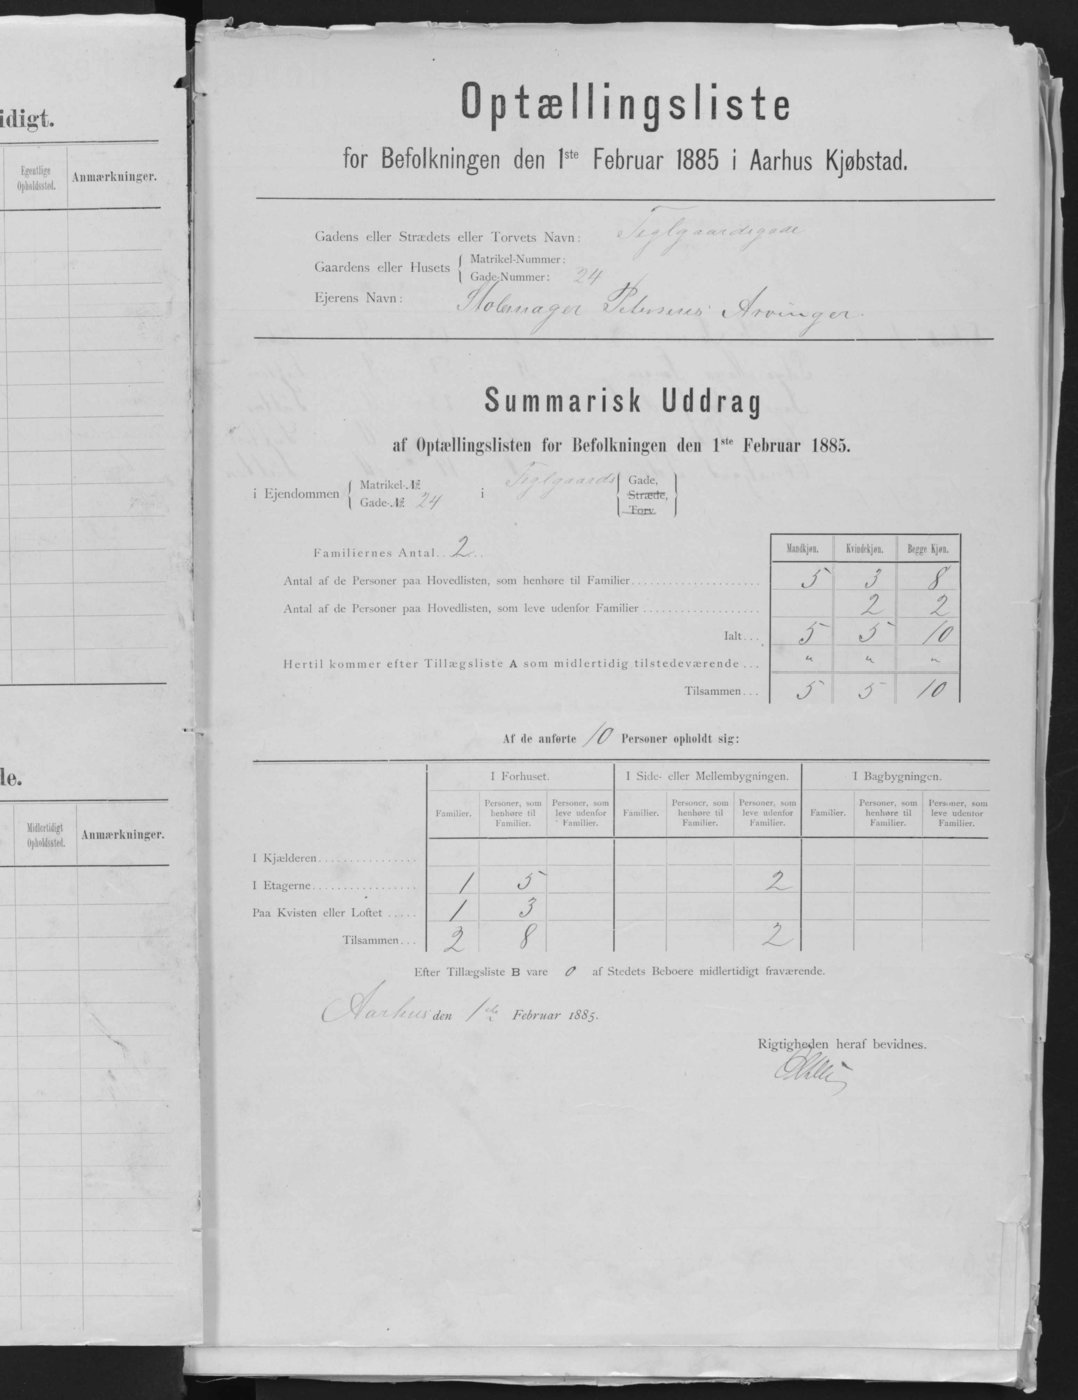 idigt.
Egentlige Opholdssted.
Anmærkninger.
de.
Midlertidigt Opholdssted.
Anmærkninger.
Optællingsliste
for Befolkningen den 1ste Februar 1885 i Aarhus Kjøbstad.
Gadens eller Strædets eller Torvets Navn: Teglgaardsgade
Gaardens eller Husets { Matrikel-Nummer:
Gade-Nummer: 24
Ejerens Navn: Stolemager Petersens Arvinger.
Summarisk Uddrag
af Optællingslisten for Befolkningen den 1ste Februar 1885.
i Ejendommen { Matrikel-№
Gade-№ 24 i Teglgaards { Gade, Stræde, Torv. }
Mandkjøn. Kvindekjøn. Begge Kjøn.
Familiernes Antal.. 2..
Antal af de Personer paa Hovedlisten, som henhøre til Familier 5 3 8
Antal af de Personer paa Hovedlisten, som leve udenfor Familier 2 2
Ialt... 5 5 10
Hertil kommer efter Tillægsliste A som midlertidig tilstedeværende... " " "
Tilsammen... 5 5 10
Af de anførte 10 Personer opholdt sig:
I Forhuset. I Side- eller Mellembygningen. I Bagbygningen.
Familier. Personer, som henhøre til Familier. Personer, som leve udenfor Familier. Familier. Personer, som henhøre til Familier. Personer, som leve udenfor Familier. Familier. Personer, som henhøre til Familier. Personer, som leve udenfor Familier.
I Kjælderen
I Etagerne 1 5 2
Paa Kvisten eller Loftet 1 3
Tilsammen... 2 8 2
Efter Tillægsliste B vare 0 af Stedets Beboere midlertidigt fraværende.
Aarhus den 1ste Februar 1885.
Rigtigheden heraf bevidnes.